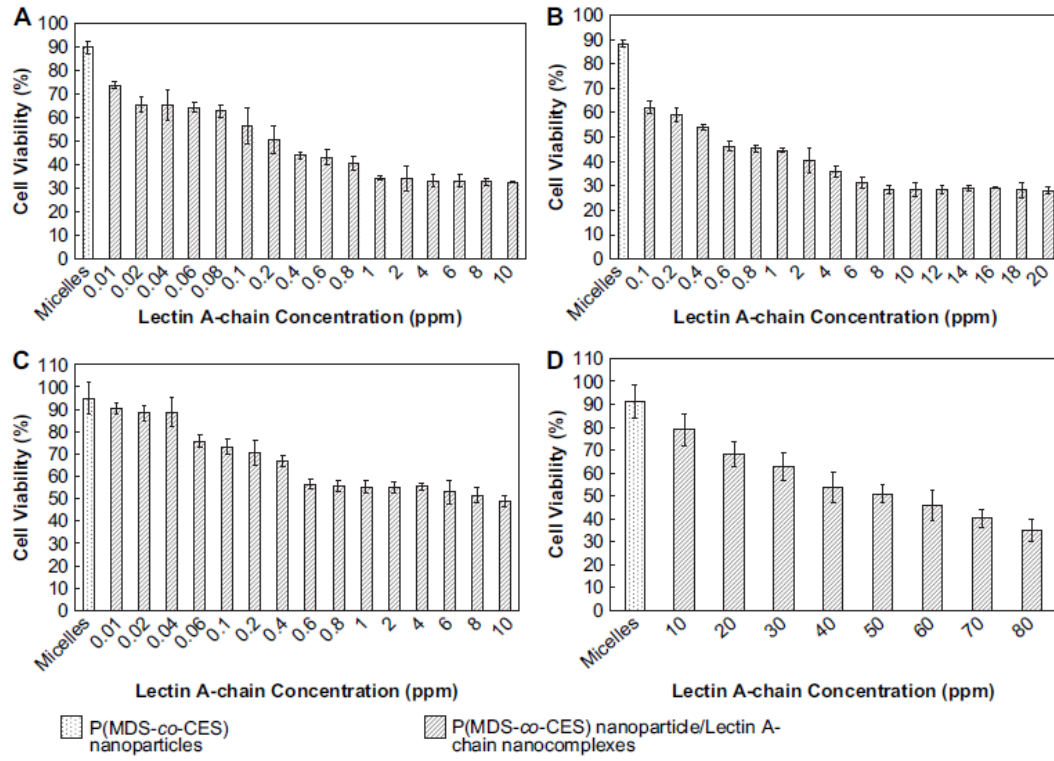 A
100
90
80
70
60
50
40
30
20
10
0
Cell Viability (%)
Micelles 0.01 0.02 0.04 0.06 0.08 0.1 0.2 0.4 0.6 0.8 1 2 4 6 8 10
Lectin A-chain Concentration (ppm)
B
100
90
80
70
60
50
40
30
20
10
0
Cell Viability (%)
Micelles 0.1 0.2 0.4 0.6 0.8 1 2 4 6 8 10 12 14 16 18 20
Lectin A-chain Concentration (ppm)
C
110
100
90
80
70
60
50
40
30
20
10
0
Cell Viability (%)
Micelles 0.01 0.02 0.04 0.06 0.1 0.2 0.4 0.6 0.8 1 2 4 6 8 10
Lectin A-chain Concentration (ppm)
D
110
100
90
80
70
60
50
40
30
20
10
0
Cell Viability (%)
Micelles 10 20 30 40 50 60 70 80
Lectin A-chain Concentration (ppm)
P(MDS-co-CES)
nanoparticles
P(MDS-co-CES) nanoparticle/Lectin A-
chain nanocomplexes